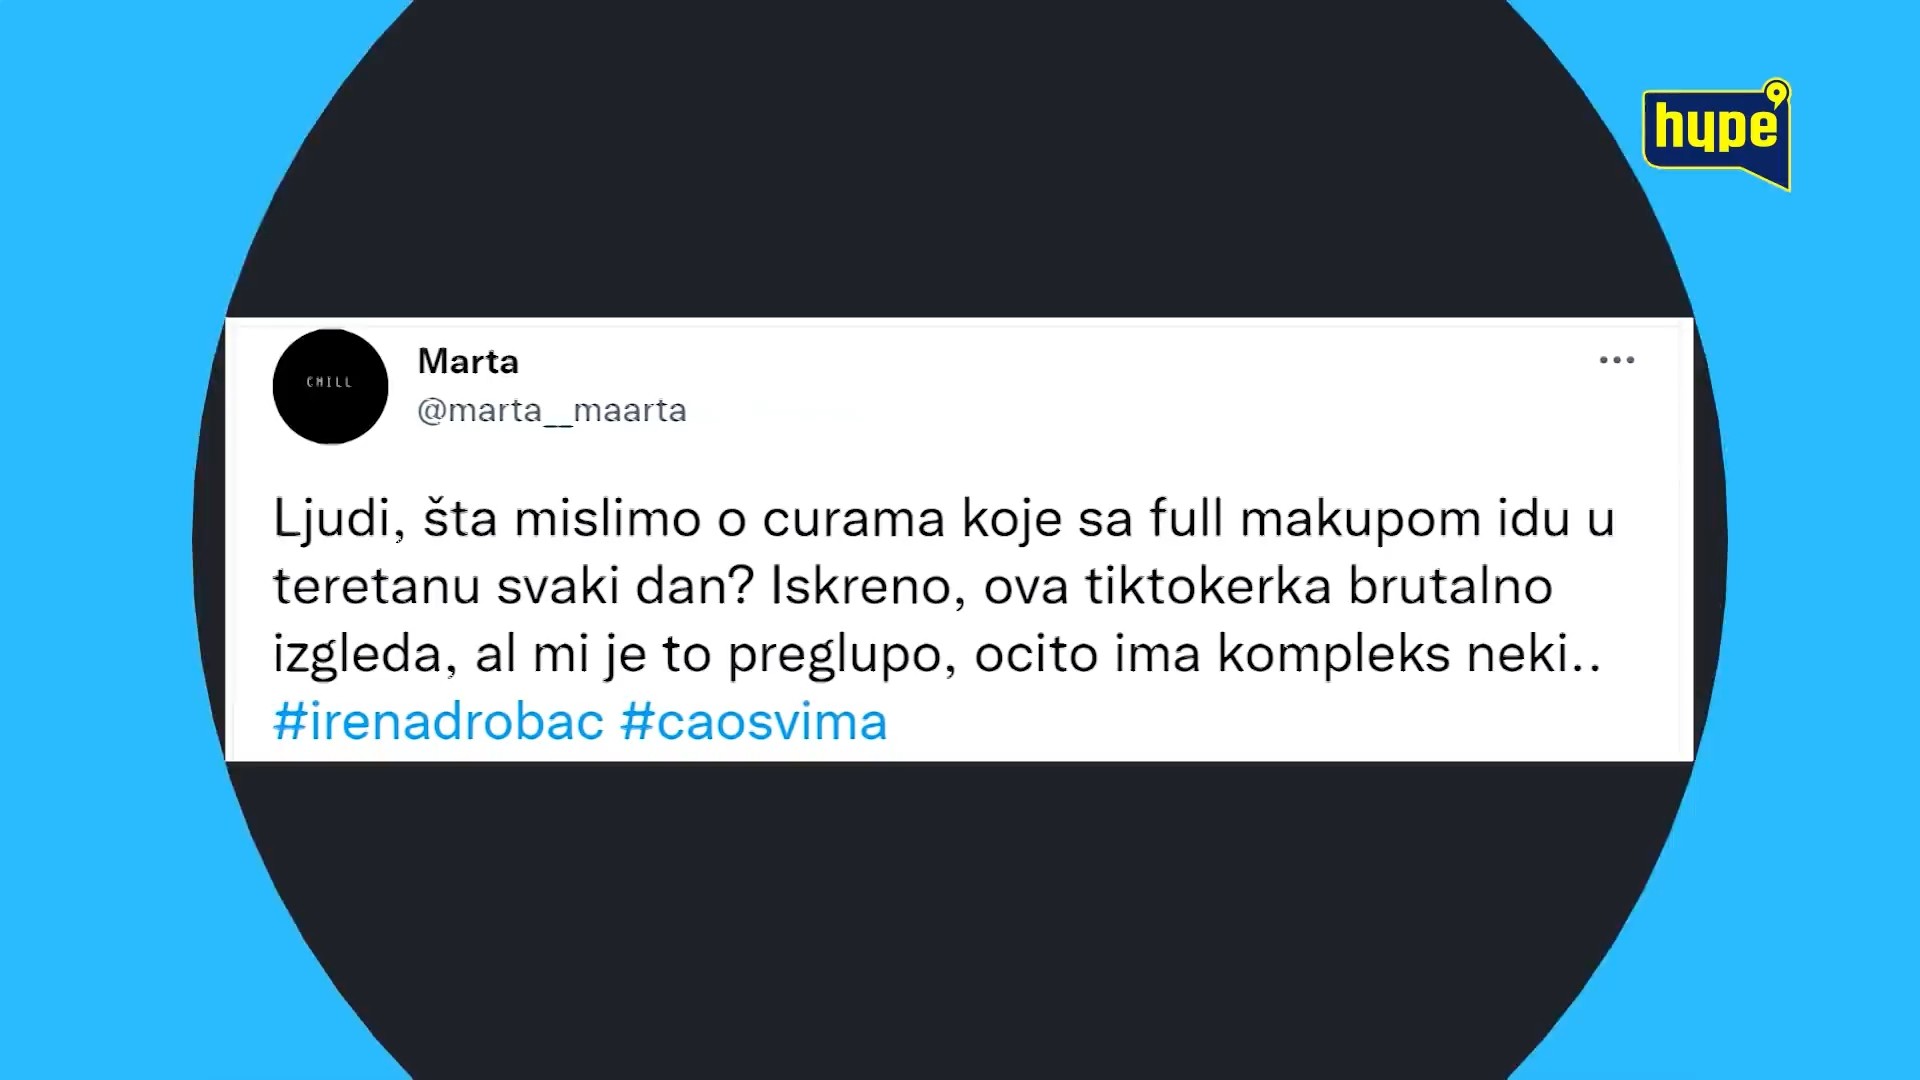 hype
CHILL
Marta
@marta__maarta
Ljudi, šta mislimo o curama koje sa full makupom idu u
teretanu svaki dan? Iskreno, ova tiktokerka brutalno
izgleda, al mi je to preglupo, ocito ima kompleks neki..
#irenadrobac #caosvima